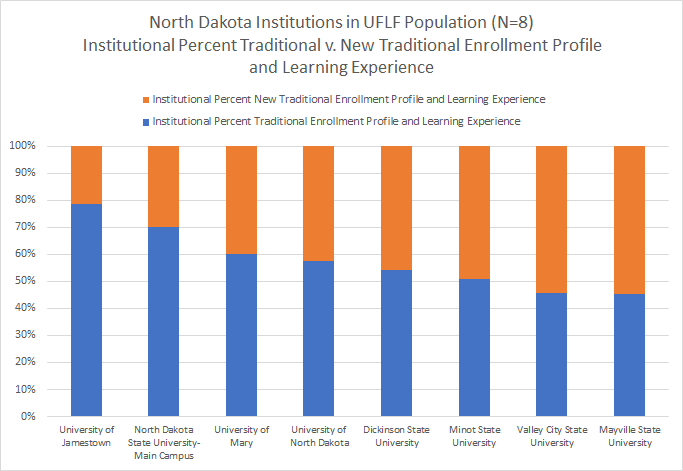 North Dakota Institutions in UFLF Population (N=8)
Institutional Percent Traditional v. New Traditional Enrollment Profile
and Learning Experience
Institutional Percent New Traditional Enrollment Profile and Learning Experience
Institutional Percent Traditional Enrollment Profile and Learning Experience
100%
90%
80%
70%
60%
50%
40%
30%
20%
10%
0%
University of
Jamestown
North Dakota
State University-
Main Campus
University of
Mary
University of
North Dakota
Dickinson State
University
Minot State
University
Valley City State
University
Mayville State
University